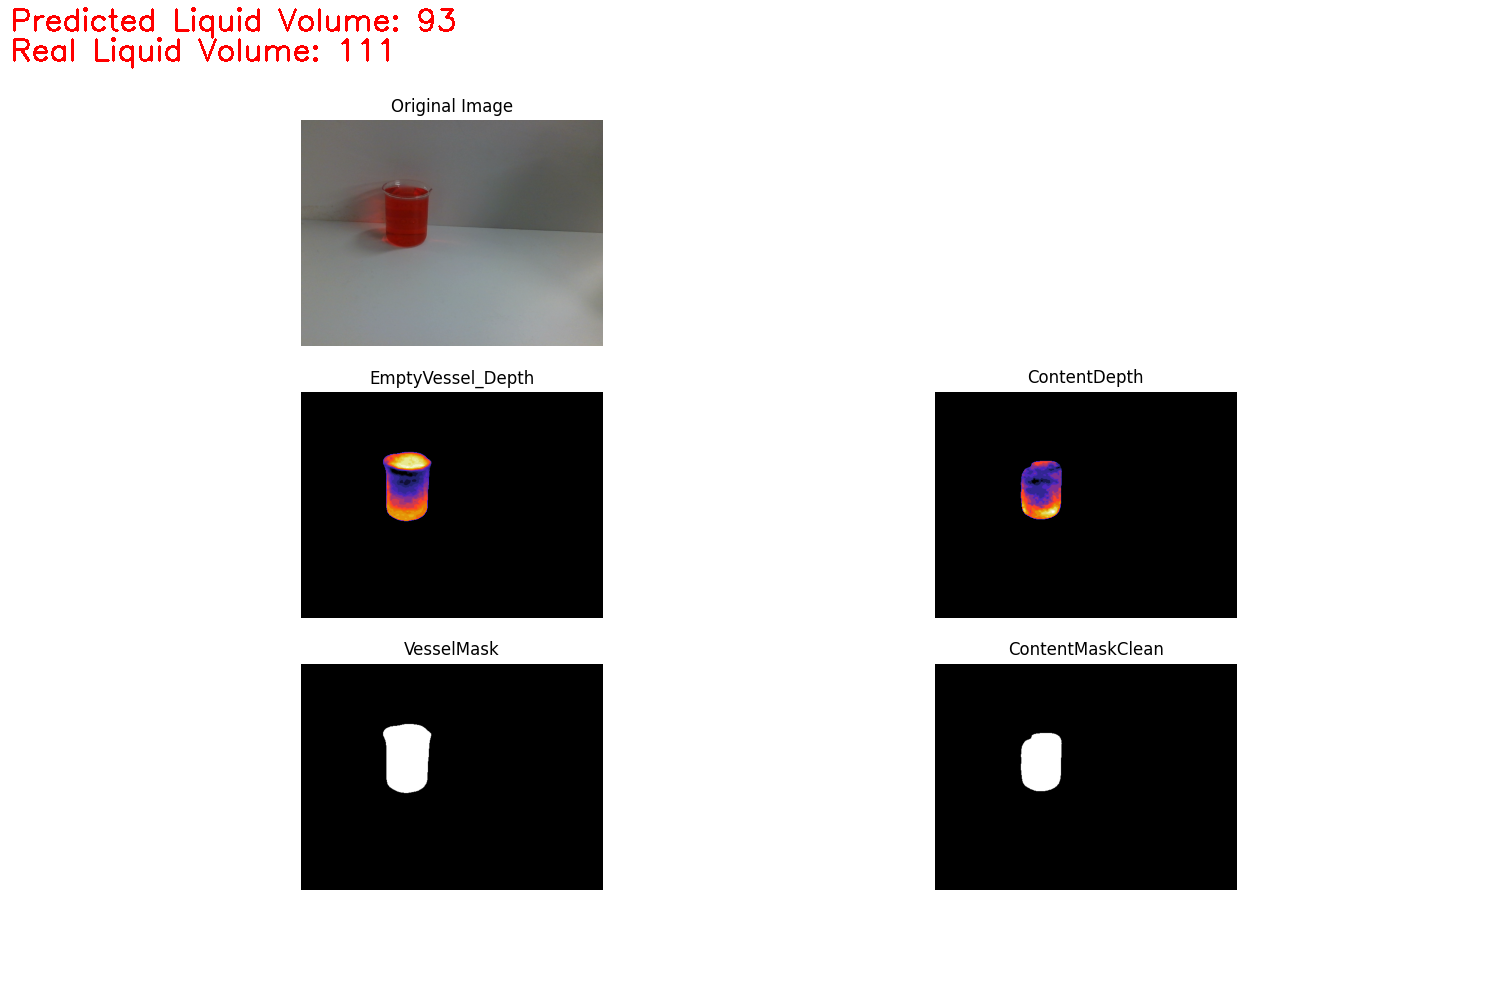 Predicted Liquid Volume: 93
Real Liquid Volume: 111
Original Image
EmptyVessel_Depth
ContentDepth
VesselMask
ContentMaskClean